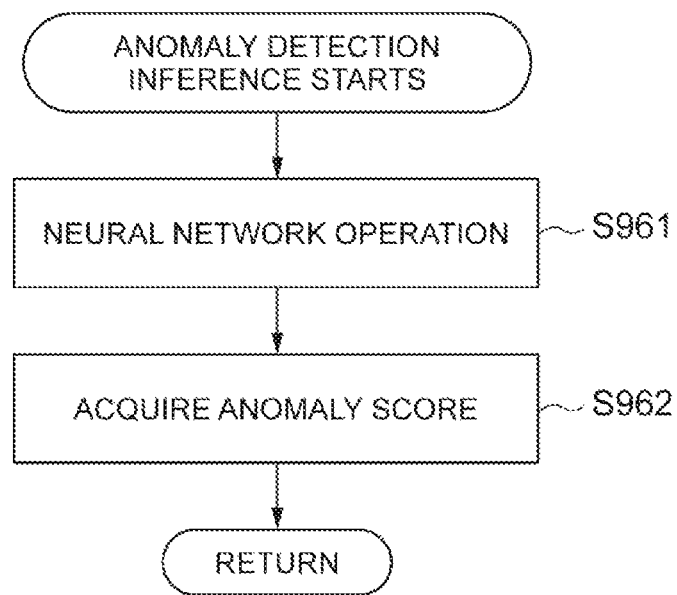 ANOMALY DETECTION
INFERENCE STARTS
NEURAL NETWORK OPERATION
S961
ACQUIRE ANOMALY SCORE
S962
RETURN